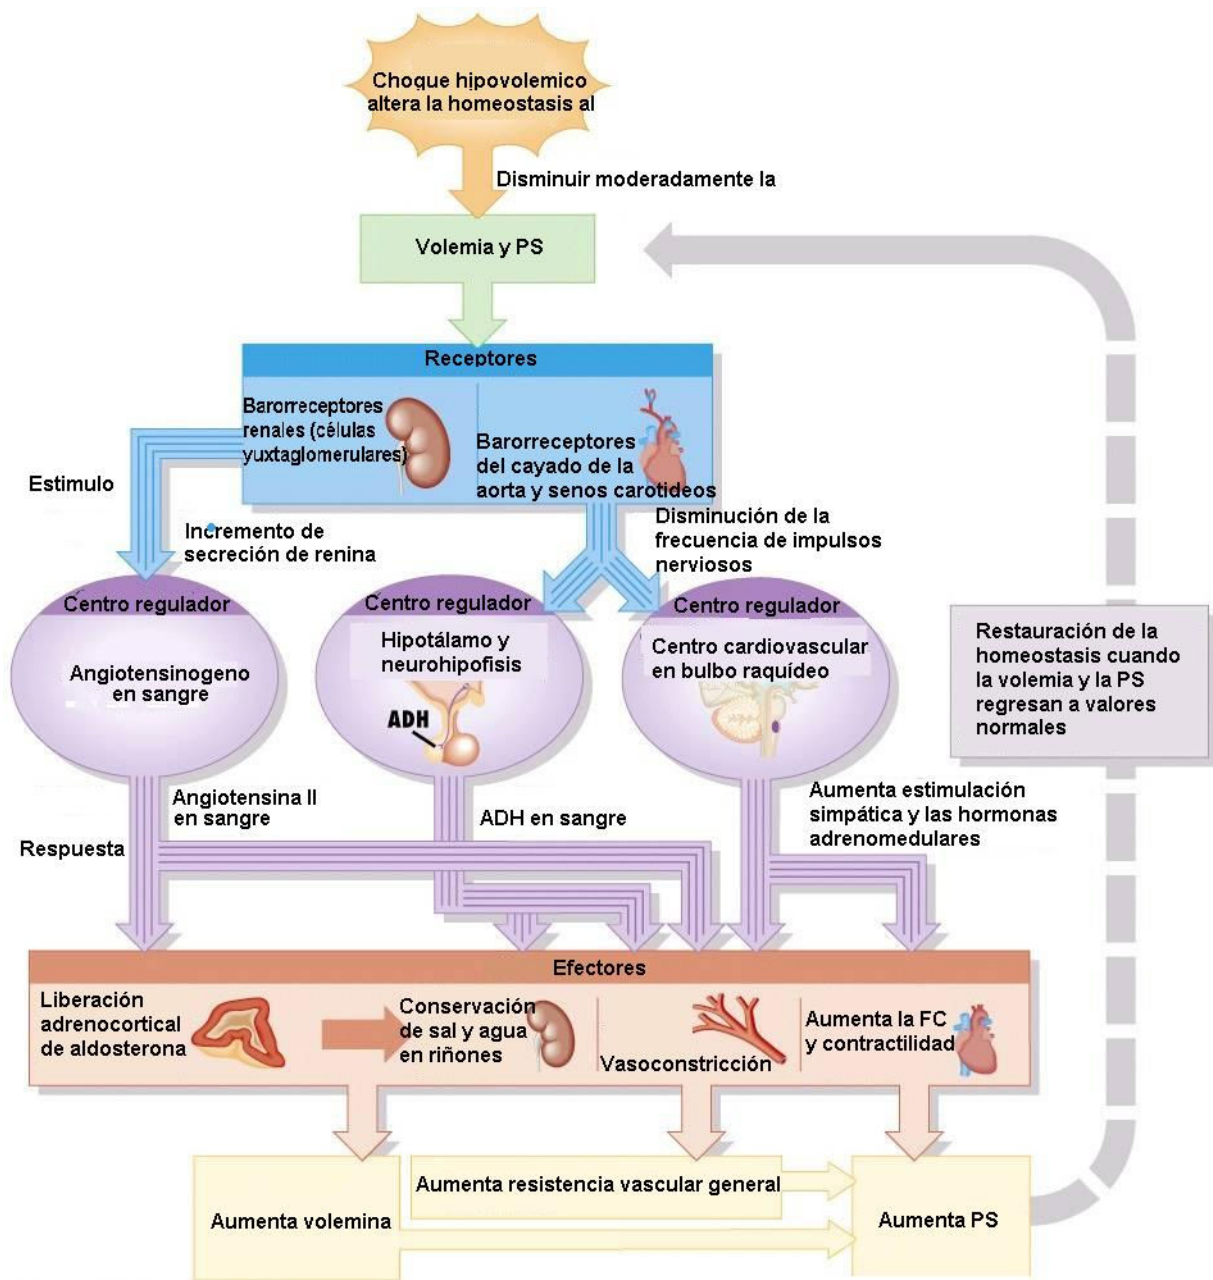 Choque hipovolemico
altera la homeostasis al
Disminuir moderadamente la
Volemia y PS
Receptores
Barorreceptores
renales (células
yuxtaglomerulares)
Barorreceptores
del cayado de la
aorta y senos carotideos
Estimulo
Incremento de
secreción de renina
Disminución de la
frecuencia de impulsos
nerviosos
Centro regulador
Angiotensinogeno
en sangre
Centro regulador
Hipotálamo y
neurohipofisis
ADH
Centro regulador
Centro cardiovascular
en bulbo raquídeo
Restauración de la
homeostasis cuando
la volemia y la PS
regresan a valores
normales
Angiotensina II
en sangre
ADH en sangre
Aumenta estimulación
simpática y las hormonas
adrenomedulares
Respuesta
Efectores
Liberación
adrenocortical
de aldosterona
Conservación
de sal y agua
en riñones
Vasoconstricción
Aumenta la FC
y contractilidad
Aumenta volemina
Aumenta resistencia vascular general
Aumenta PS